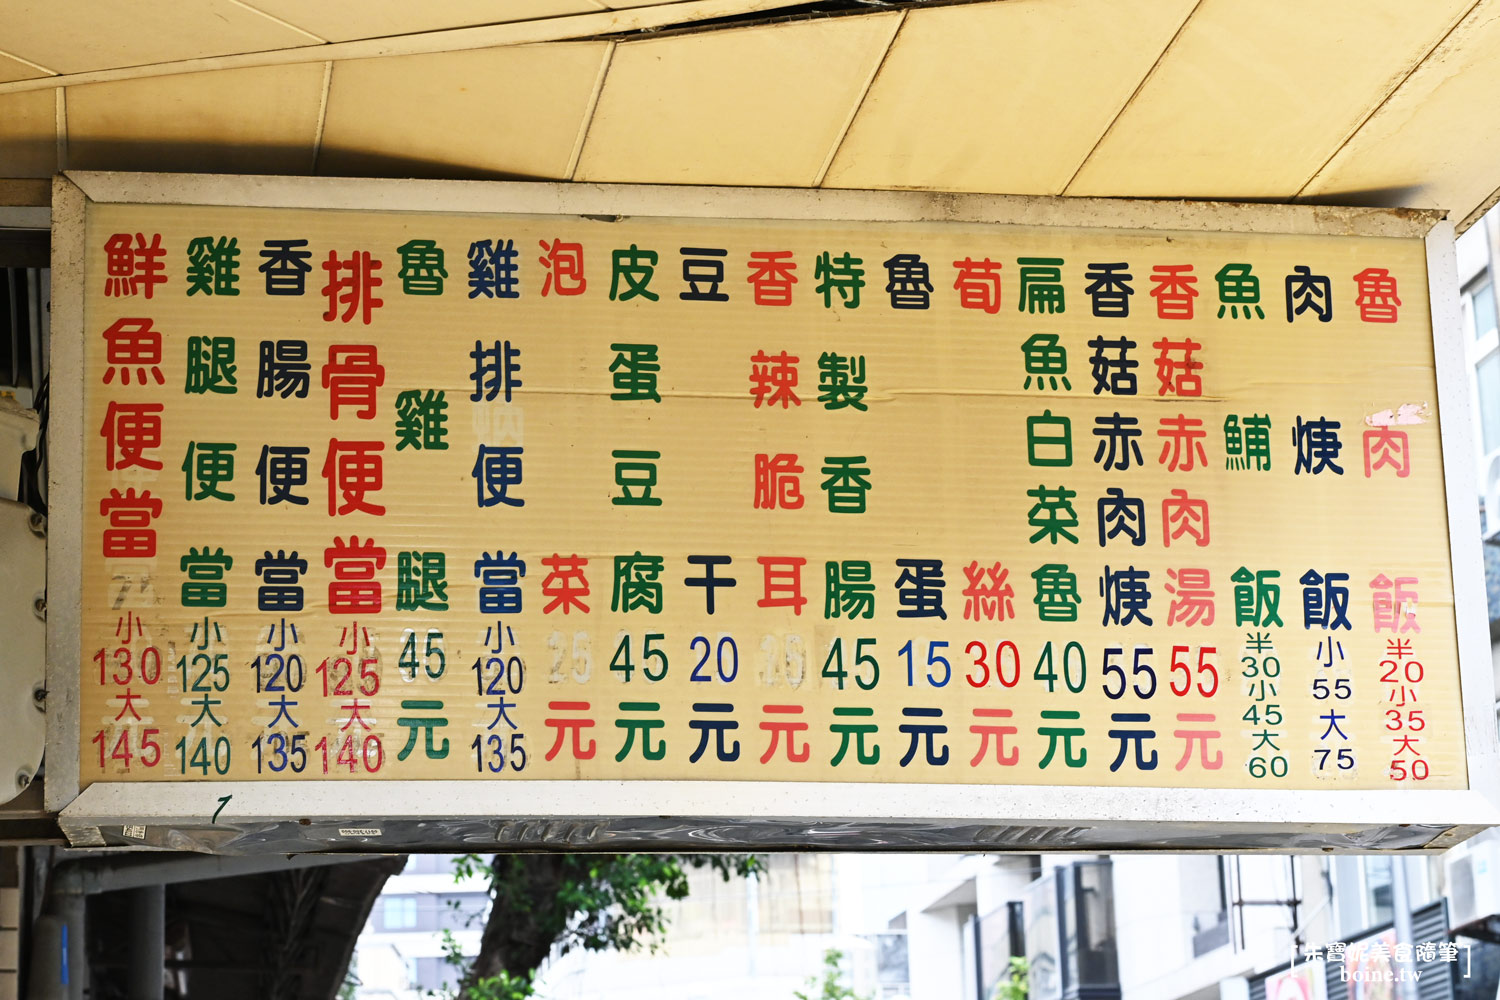 魯肉飯半20小35大50
肉焿飯小55大75
魚鯆飯半30小45大60
香菇赤肉湯55元
香菇赤肉焿55元
扁魚白菜魯40元
荀絲30元
魯蛋15元
特製香腸45元
香辣脆耳元
豆干20元
皮蛋豆腐45元
泡菜元
雞排便當小120大135
魯雞腿45元
排骨便當小125大140
香腸便當小120大135
雞腿便當小125大140
鮮魚便當小130大145
朱寶妮美食隨筆
boine.tw